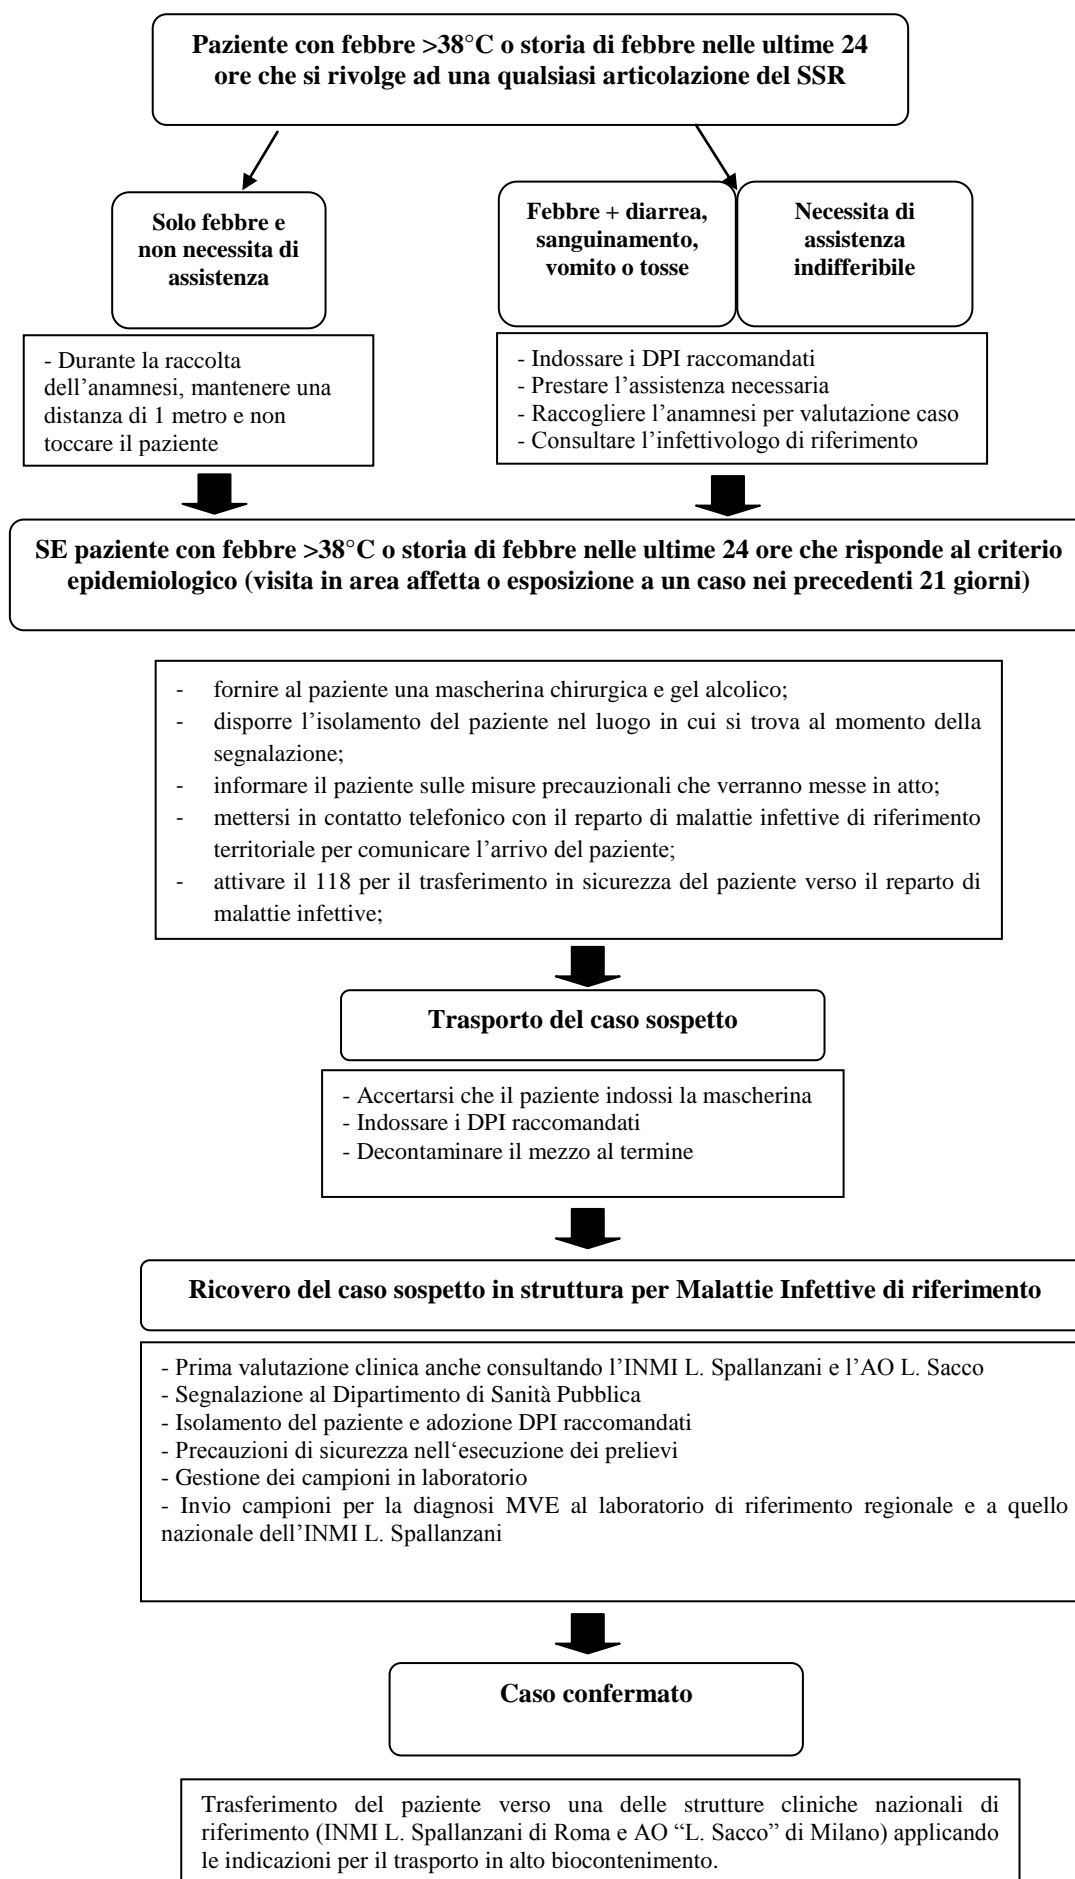 Paziente con febbre >38°C o storia di febbre nelle ultime 24
ore che si rivolge ad una qualsiasi articolazione del SSR
Solo febbre e
non necessita di
assistenza
Febbre + diarrea,
sanguinamento,
vomito o tosse
Necessita di
assistenza
indifferibile
- Durante la raccolta
dell’anamnesi, mantenere una
distanza di 1 metro e non
toccare il paziente
- Indossare i DPI raccomandati
- Prestare l’assistenza necessaria
- Raccogliere l’anamnesi per valutazione caso
- Consultare l’infettivologo di riferimento
SE paziente con febbre >38°C o storia di febbre nelle ultime 24 ore che risponde al criterio
epidemiologico (visita in area affetta o esposizione a un caso nei precedenti 21 giorni)
- fornire al paziente una mascherina chirurgica e gel alcolico;
- disporre l’isolamento del paziente nel luogo in cui si trova al momento della
segnalazione;
- informare il paziente sulle misure precauzionali che verranno messe in atto;
- mettersi in contatto telefonico con il reparto di malattie infettive di riferimento
territoriale per comunicare l’arrivo del paziente;
- attivare il 118 per il trasferimento in sicurezza del paziente verso il reparto di
malattie infettive;
Trasporto del caso sospetto
- Accertarsi che il paziente indossi la mascherina
- Indossare i DPI raccomandati
- Decontaminare il mezzo al termine
Ricovero del caso sospetto in struttura per Malattie Infettive di riferimento
- Prima valutazione clinica anche consultando l’INMI L. Spallanzani e l’AO L. Sacco
- Segnalazione al Dipartimento di Sanità Pubblica
- Isolamento del paziente e adozione DPI raccomandati
- Precauzioni di sicurezza nell‘esecuzione dei prelievi
- Gestione dei campioni in laboratorio
- Invio campioni per la diagnosi MVE al laboratorio di riferimento regionale e a quello
nazionale dell’INMI L. Spallanzani
Caso confermato
Trasferimento del paziente verso una delle strutture cliniche nazionali di
riferimento (INMI L. Spallanzani di Roma e AO “L. Sacco” di Milano) applicando
le indicazioni per il trasporto in alto biocontenimento.